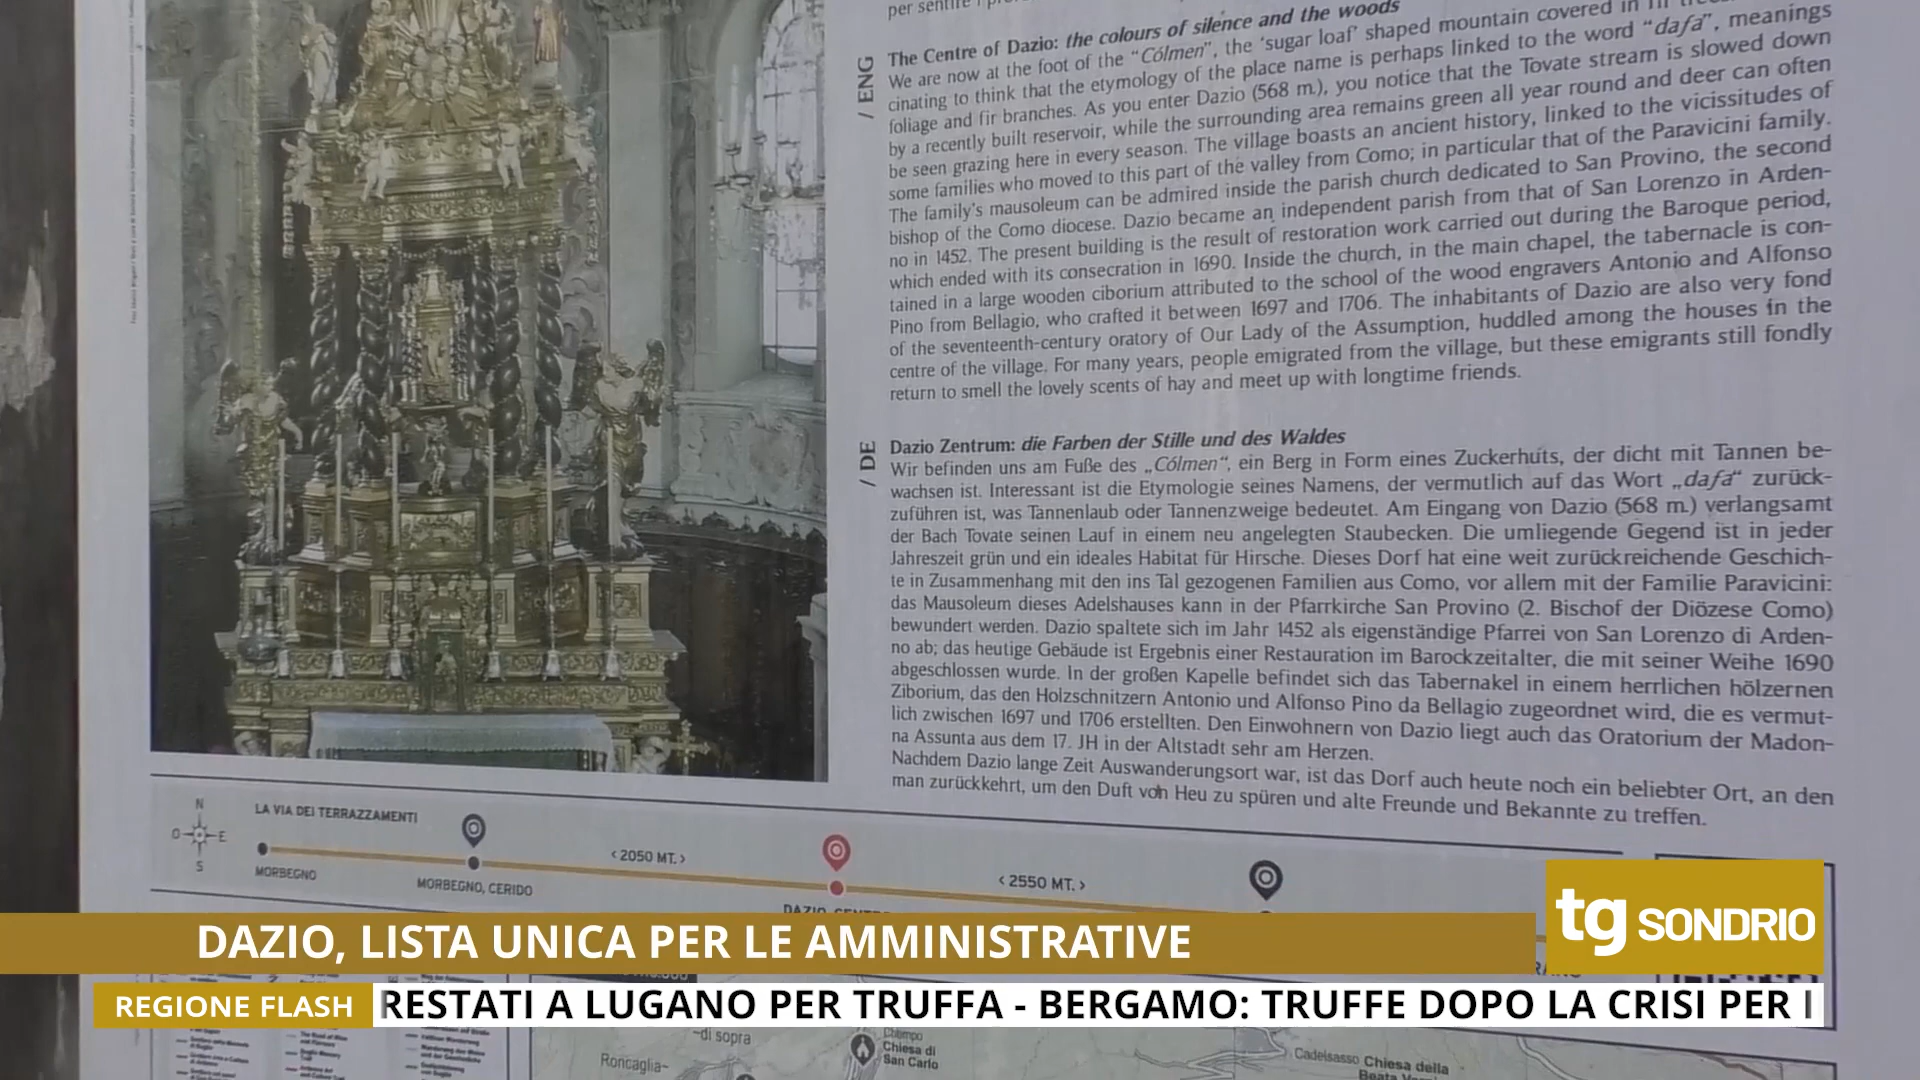 per sentire i
/ ENG
The Centre of Dazio: the colours of silence and the woods
We are now at the foot of the “Cólmen”, the ‘sugar loaf’ shaped mountain covered in fir
cinating to think that the etymology of the place name is perhaps linked to the word “dafa”, meanings
foliage and fir branches. As you enter Dazio (568 m.), you notice that the Tovate stream is slowed down
by a recently built reservoir, while the surrounding area remains green all year round and deer can often
be seen grazing here in every season. The village boasts an ancient history, linked to the vicissitudes of
some families who moved to this part of the valley from Como; in particular that of the Paravicini family.
The family’s mausoleum can be admired inside the parish church dedicated to San Provino, the second
bishop of the Como diocese. Dazio became an independent parish from that of San Lorenzo in Arden-
no in 1452. The present building is the result of restoration work carried out during the Baroque period,
which ended with its consecration in 1690. Inside the church, in the main chapel, the tabernacle is con-
tained in a large wooden ciborium attributed to the school of the wood engravers Antonio and Alfonso
Pino from Bellagio, who crafted it between 1697 and 1706. The inhabitants of Dazio are also very fond
of the seventeenth-century oratory of Our Lady of the Assumption, huddled among the houses in the
centre of the village. For many years, people emigrated from the village, but these emigrants still fondly
return to smell the lovely scents of hay and meet up with longtime friends.
/ DE
Dazio Zentrum: die Farben der Stille und des Waldes
Wir befinden uns am Fuße des „Cólmen“, ein Berg in Form eines Zuckerhuts, der dicht mit Tannen be-
wachsen ist. Interessant ist die Etymologie seines Namens, der vermutlich auf das Wort „dafa“ zurück-
zuführen ist, was Tannenlaub oder Tannenzweige bedeutet. Am Eingang von Dazio (568 m.) verlangsamt
der Bach Tovate seinen Lauf in einem neu angelegten Staubecken. Die umliegende Gegend ist in jeder
Jahreszeit grün und ein ideales Habitat für Hirsche. Dieses Dorf hat eine weit zurückreichende Geschich-
te in Zusammenhang mit den ins Tal gezogenen Familien aus Como, vor allem mit der Familie Paravicini:
das Mausoleum dieses Adelshauses kann in der Pfarrkirche San Provino (2. Bischof der Diözese Como)
bewundert werden. Dazio spaltete sich im Jahr 1452 als eigenständige Pfarrei von San Lorenzo di Arden-
no ab; das heutige Gebäude ist Ergebnis einer Restauration im Barockzeitalter, die mit seiner Weihe 1690
abgeschlossen wurde. In der großen Kapelle befindet sich das Tabernakel in einem herrlichen hölzernen
Ziborium, das den Holzschnitzern Antonio und Alfonso Pino da Bellagio zugeordnet wird, die es vermut-
lich zwischen 1697 und 1706 erstellten. Den Einwohnern von Dazio liegt auch das Oratorium der Madon-
na Assunta aus dem 17. JH in der Altstadt sehr am Herzen.
Nachdem Dazio lange Zeit Auswanderungsort war, ist das Dorf auch heute noch ein beliebter Ort, an den
man zurückkehrt, um den Duft von Heu zu spüren und alte Freunde und Bekannte zu treffen.
N
O E
S
LA VIA DEI TERRAZZAMENTI
MORBEGNO
MORBEGNO, CERIDO
< 2050 MT. >
< 2550 MT. >
DAZIO, LISTA UNICA PER LE AMMINISTRATIVE
tg SONDRIO
REGIONE FLASH
RESTATI A LUGANO PER TRUFFA - BERGAMO: TRUFFE DOPO LA CRISI PER I
di sopra
Roncaglia
Chiesa di
San Carlo
Cadelsasso
Chiesa della